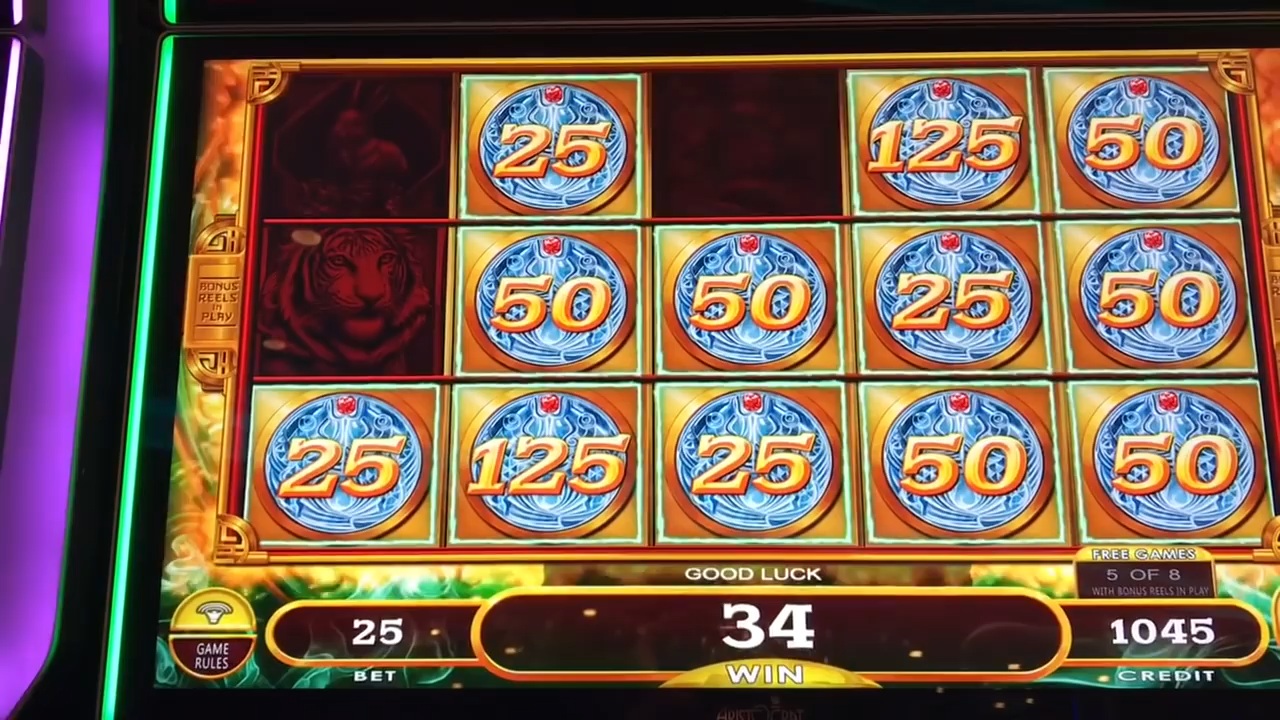 25 125 50
BONUS
REELS
IN
PLAY
50 50 25 50
25 125 25 50 50
FREE GAMES
5 OF 8
WITH BONUS REELS IN PLAY
GOOD LUCK
25
BET
34
WIN
1045
CREDIT
GAME
RULES
ARISTOCRAT